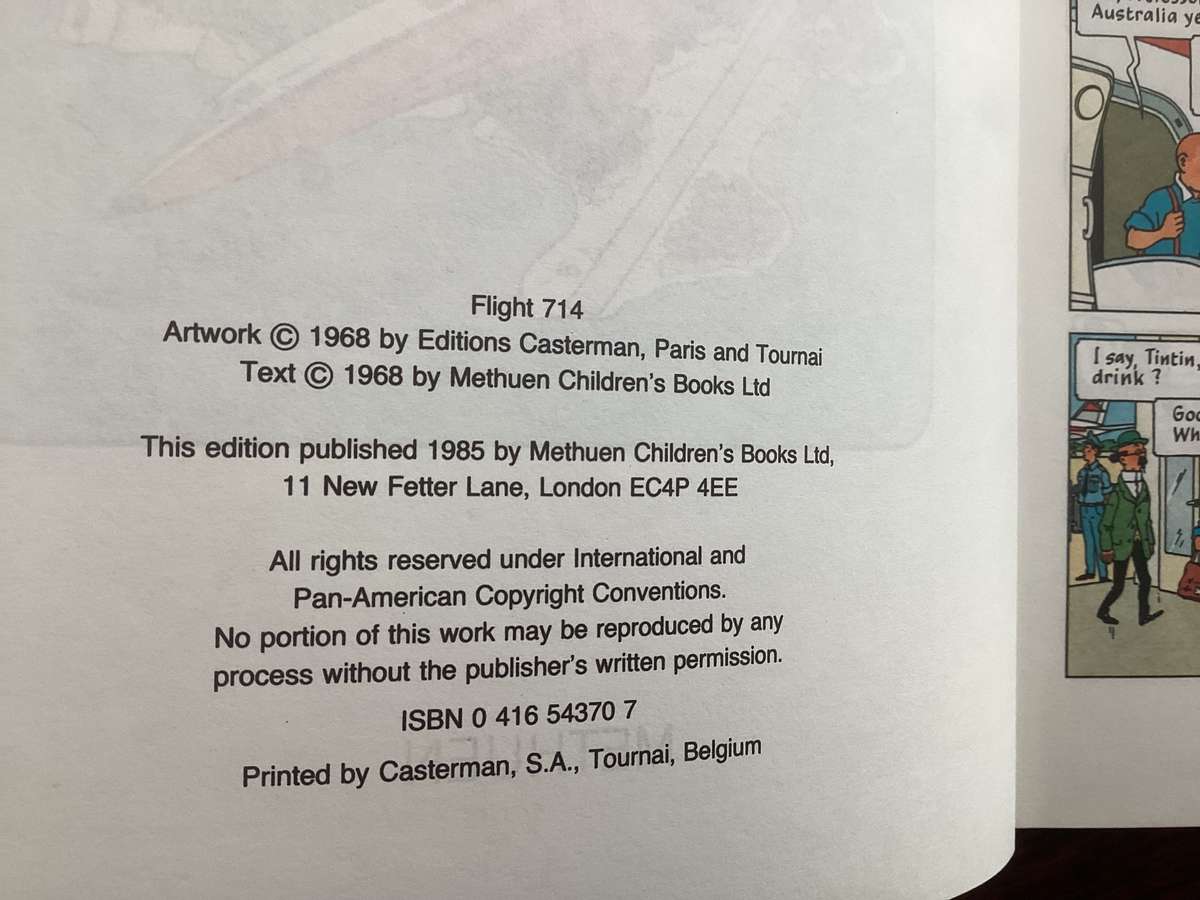 Flight 714
Artwork © 1968 by Editions Casterman, Paris and Tournai
Text © 1968 by Methuen Children's Books Ltd
This edition published 1985 by Methuen Children's Books Ltd,
11 New Fetter Lane, London EC4P 4EE
All rights reserved under International and
Pan-American Copyright Conventions.
No portion of this work may be reproduced by any
process without the publisher's written permission.
ISBN 0 416 54370 7
Printed by Casterman, S.A., Tournai, Belgium
METHUEN
Australia
I say, Tintin,
drink ?